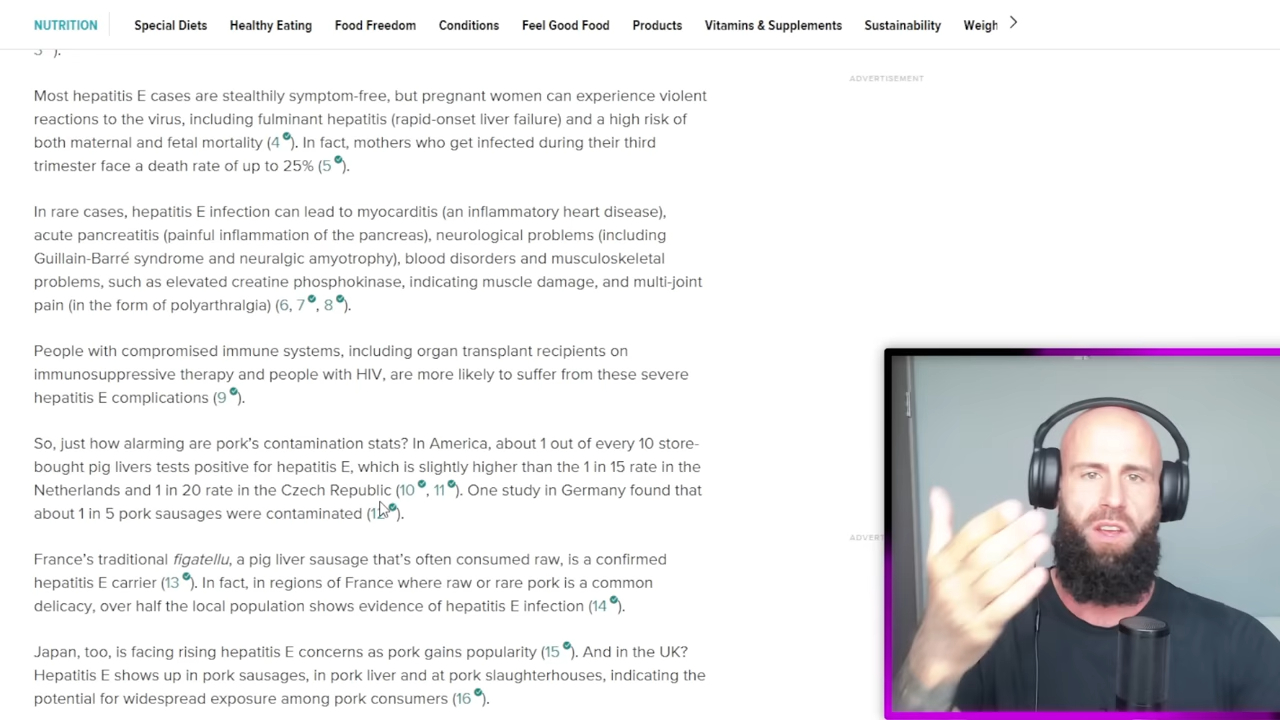 NUTRITION
Special Diets
Healthy Eating
Food Freedom
Conditions
Feel Good Food
Products
Vitamins & Supplements
Sustainability
Weigh
ADVERTISEMENT
Most hepatitis E cases are stealthily symptom-free, but pregnant women can experience violent
reactions to the virus, including fulminant hepatitis (rapid-onset liver failure) and a high risk of
both maternal and fetal mortality (4). In fact, mothers who get infected during their third
trimester face a death rate of up to 25% (5).
In rare cases, hepatitis E infection can lead to myocarditis (an inflammatory heart disease),
acute pancreatitis (painful inflammation of the pancreas), neurological problems (including
Guillain-Barré syndrome and neuralgic amyotrophy), blood disorders and musculoskeletal
problems, such as elevated creatine phosphokinase, indicating muscle damage, and multi-joint
pain (in the form of polyarthralgia) (6, 7, 8).
People with compromised immune systems, including organ transplant recipients on
immunosuppressive therapy and people with HIV, are more likely to suffer from these severe
hepatitis E complications (9).
So, just how alarming are pork's contamination stats? In America, about 1 out of every 10 store-
bought pig livers tests positive for hepatitis E, which is slightly higher than the 1 in 15 rate in the
Netherlands and 1 in 20 rate in the Czech Republic (10, 11). One study in Germany found that
about 1 in 5 pork sausages were contaminated
France's traditional figatellu, a pig liver sausage that's often consumed raw, is a confirmed
hepatitis E carrier (13). In fact, in regions of France where raw or rare pork is a common
delicacy, over half the local population shows evidence of hepatitis E infection (14).
Japan, too, is facing rising hepatitis E concerns as pork gains popularity (15). And in the UK?
Hepatitis E shows up in pork sausages, in pork liver and at pork slaughterhouses, indicating the
potential for widespread exposure among pork consumers (16).